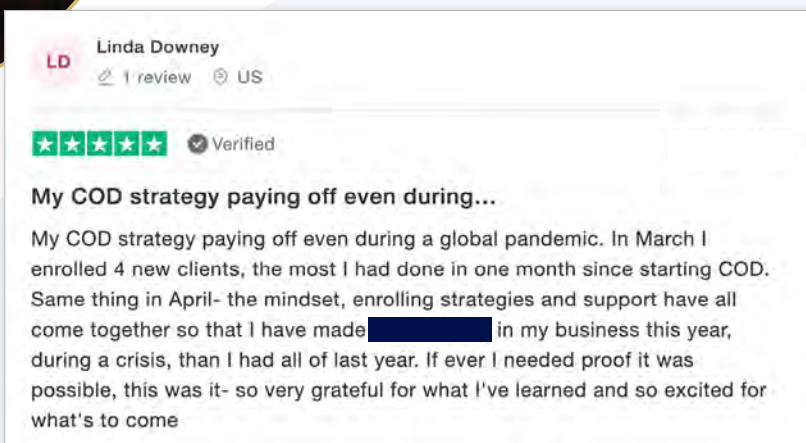 LD
Linda Downey
1 review US
Verified
My COD strategy paying off even during...
My COD strategy paying off even during a global pandemic. In March I
enrolled 4 new clients, the most I had done in one month since starting COD.
Same thing in April- the mindset, enrolling strategies and support have all
come together so that I have made in my business this year,
during a crisis, than I had all of last year. If ever I needed proof it was
possible, this was it- so very grateful for what I've learned and so excited for
what's to come